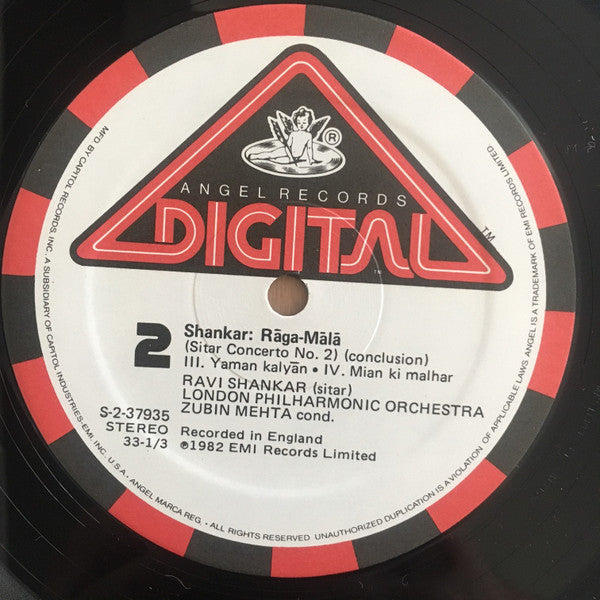 ®
ANGEL RECORDS
DIGITAL
TM
TM
2
Shankar: Rāga-Mālā
(Sitar Concerto No. 2) (conclusion)
III. Yaman kalyān • IV. Mian ki malhar
RAVI SHANKAR (sitar)
LONDON PHILHARMONIC ORCHESTRA
ZUBIN MEHTA cond.
S-2-37935
STEREO
33-1/3
Recorded in England
℗1982 EMI Records Limited
MFD BY CAPITOL RECORDS, INC. A SUBSIDIARY OF CAPITOL INDUSTRIES-EMI, INC. U.S.A. • ANGEL MARCA REG. • ALL RIGHTS RESERVED UNAUTHORIZED DUPLICATION IS A VIOLATION OF APPLICABLE LAWS ANGEL IS A TRADEMARK OF EMI RECORDS LIMITED